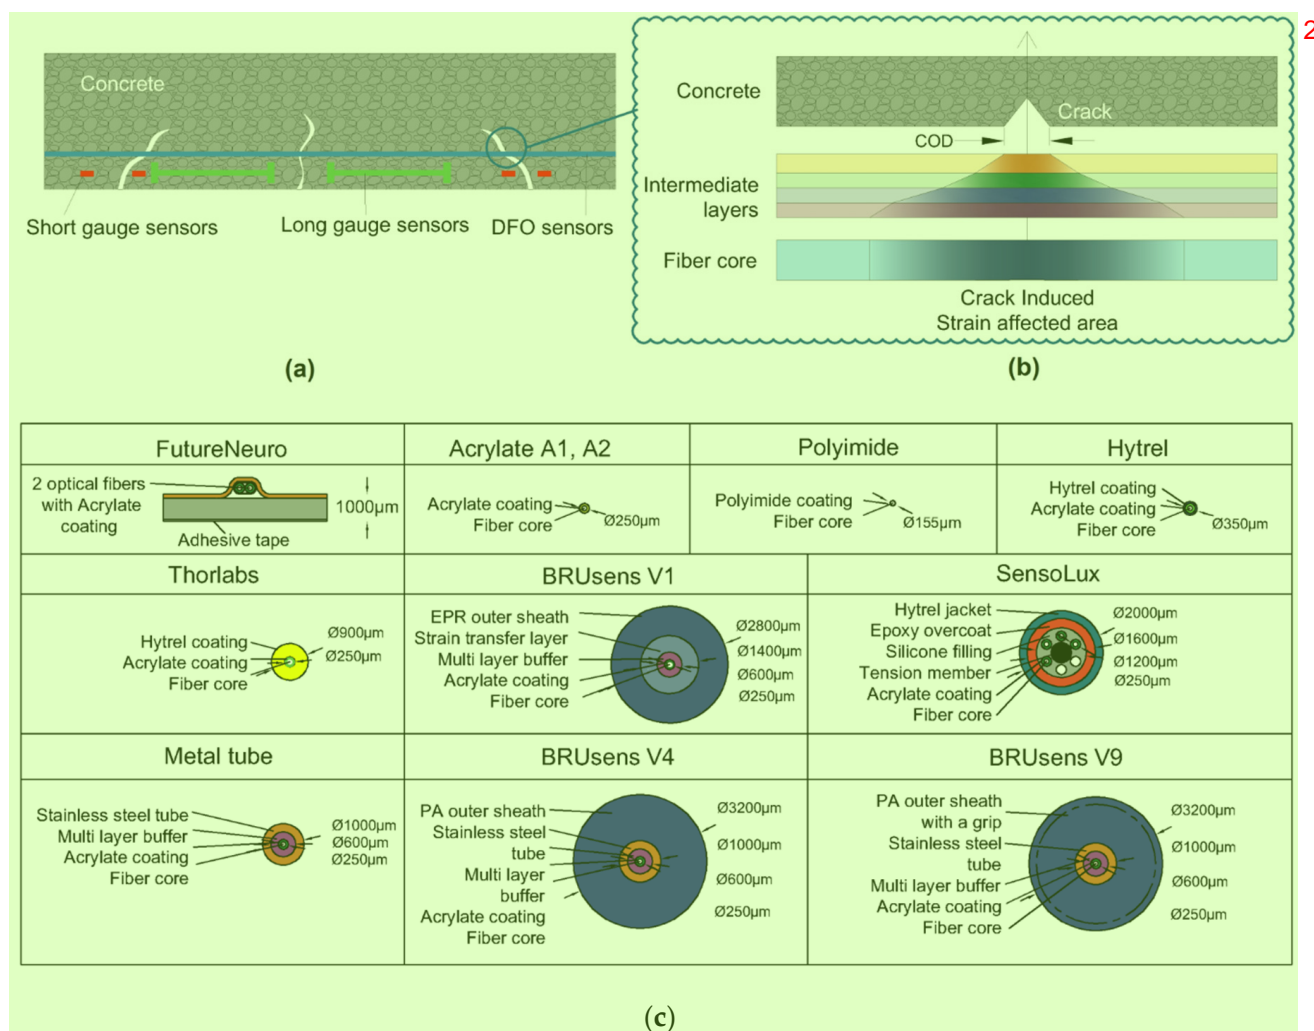 2
Concrete
Short gauge sensors
Long gauge sensors
DFO sensors
(a)
Concrete
Crack
COD
Intermediate
layers
Fiber core
Crack Induced
Strain affected area
(b)
FutureNeuro
2 optical fibers
with Acrylate
coating
1000µm
Adhesive tape
Acrylate A1, A2
Acrylate coating
Fiber core
Ø250µm
Polyimide
Polyimide coating
Fiber core
Ø155µm
Hytrel
Hytrel coating
Acrylate coating
Fiber core
Ø350µm
Thorlabs
Hytrel coating
Acrylate coating
Fiber core
Ø900µm
Ø250µm
BRUsens V1
EPR outer sheath
Strain transfer layer
Multi layer buffer
Acrylate coating
Fiber core
Ø2800µm
Ø1400µm
Ø600µm
Ø250µm
SensoLux
Hytrel jacket
Epoxy overcoat
Silicone filling
Tension member
Acrylate coating
Fiber core
Ø2000µm
Ø1600µm
Ø1200µm
Ø250µm
Metal tube
Stainless steel tube
Multi layer buffer
Acrylate coating
Fiber core
Ø1000µm
Ø600µm
Ø250µm
BRUsens V4
PA outer sheath
Stainless steel
tube
Multi layer
buffer
Acrylate coating
Fiber core
Ø3200µm
Ø1000µm
Ø600µm
Ø250µm
BRUsens V9
PA outer sheath
with a grip
Stainless steel
tube
Multi layer buffer
Acrylate coating
Fiber core
Ø3200µm
Ø1000µm
Ø600µm
Ø250µm
(c)